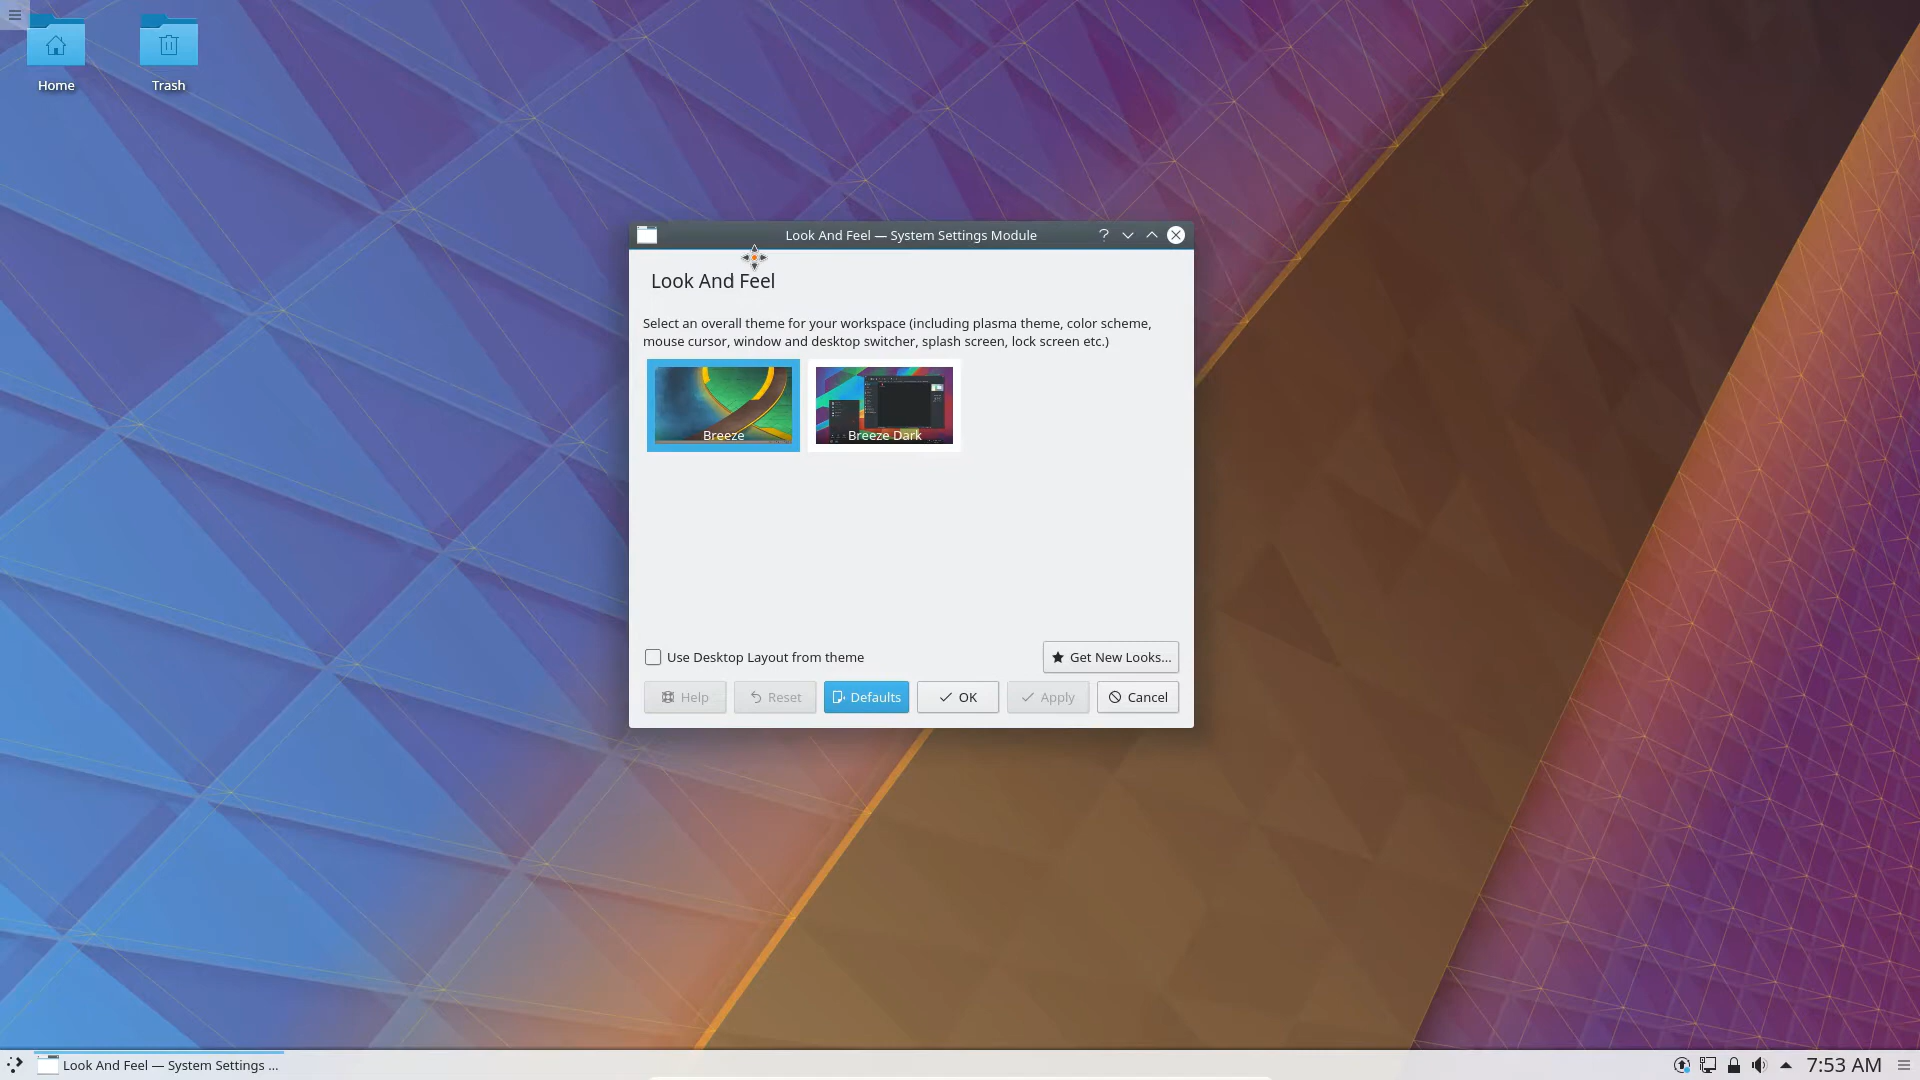 Home
Trash
Look And Feel — System Settings Module
Look And Feel
Select an overall theme for your workspace (including plasma theme, color scheme,
mouse cursor, window and desktop switcher, splash screen, lock screen etc.)
Breeze
Breeze Dark
Use Desktop Layout from theme
Get New Looks...
Help
Reset
Defaults
OK
Apply
Cancel
Look And Feel — System Settings ...
7:53 AM